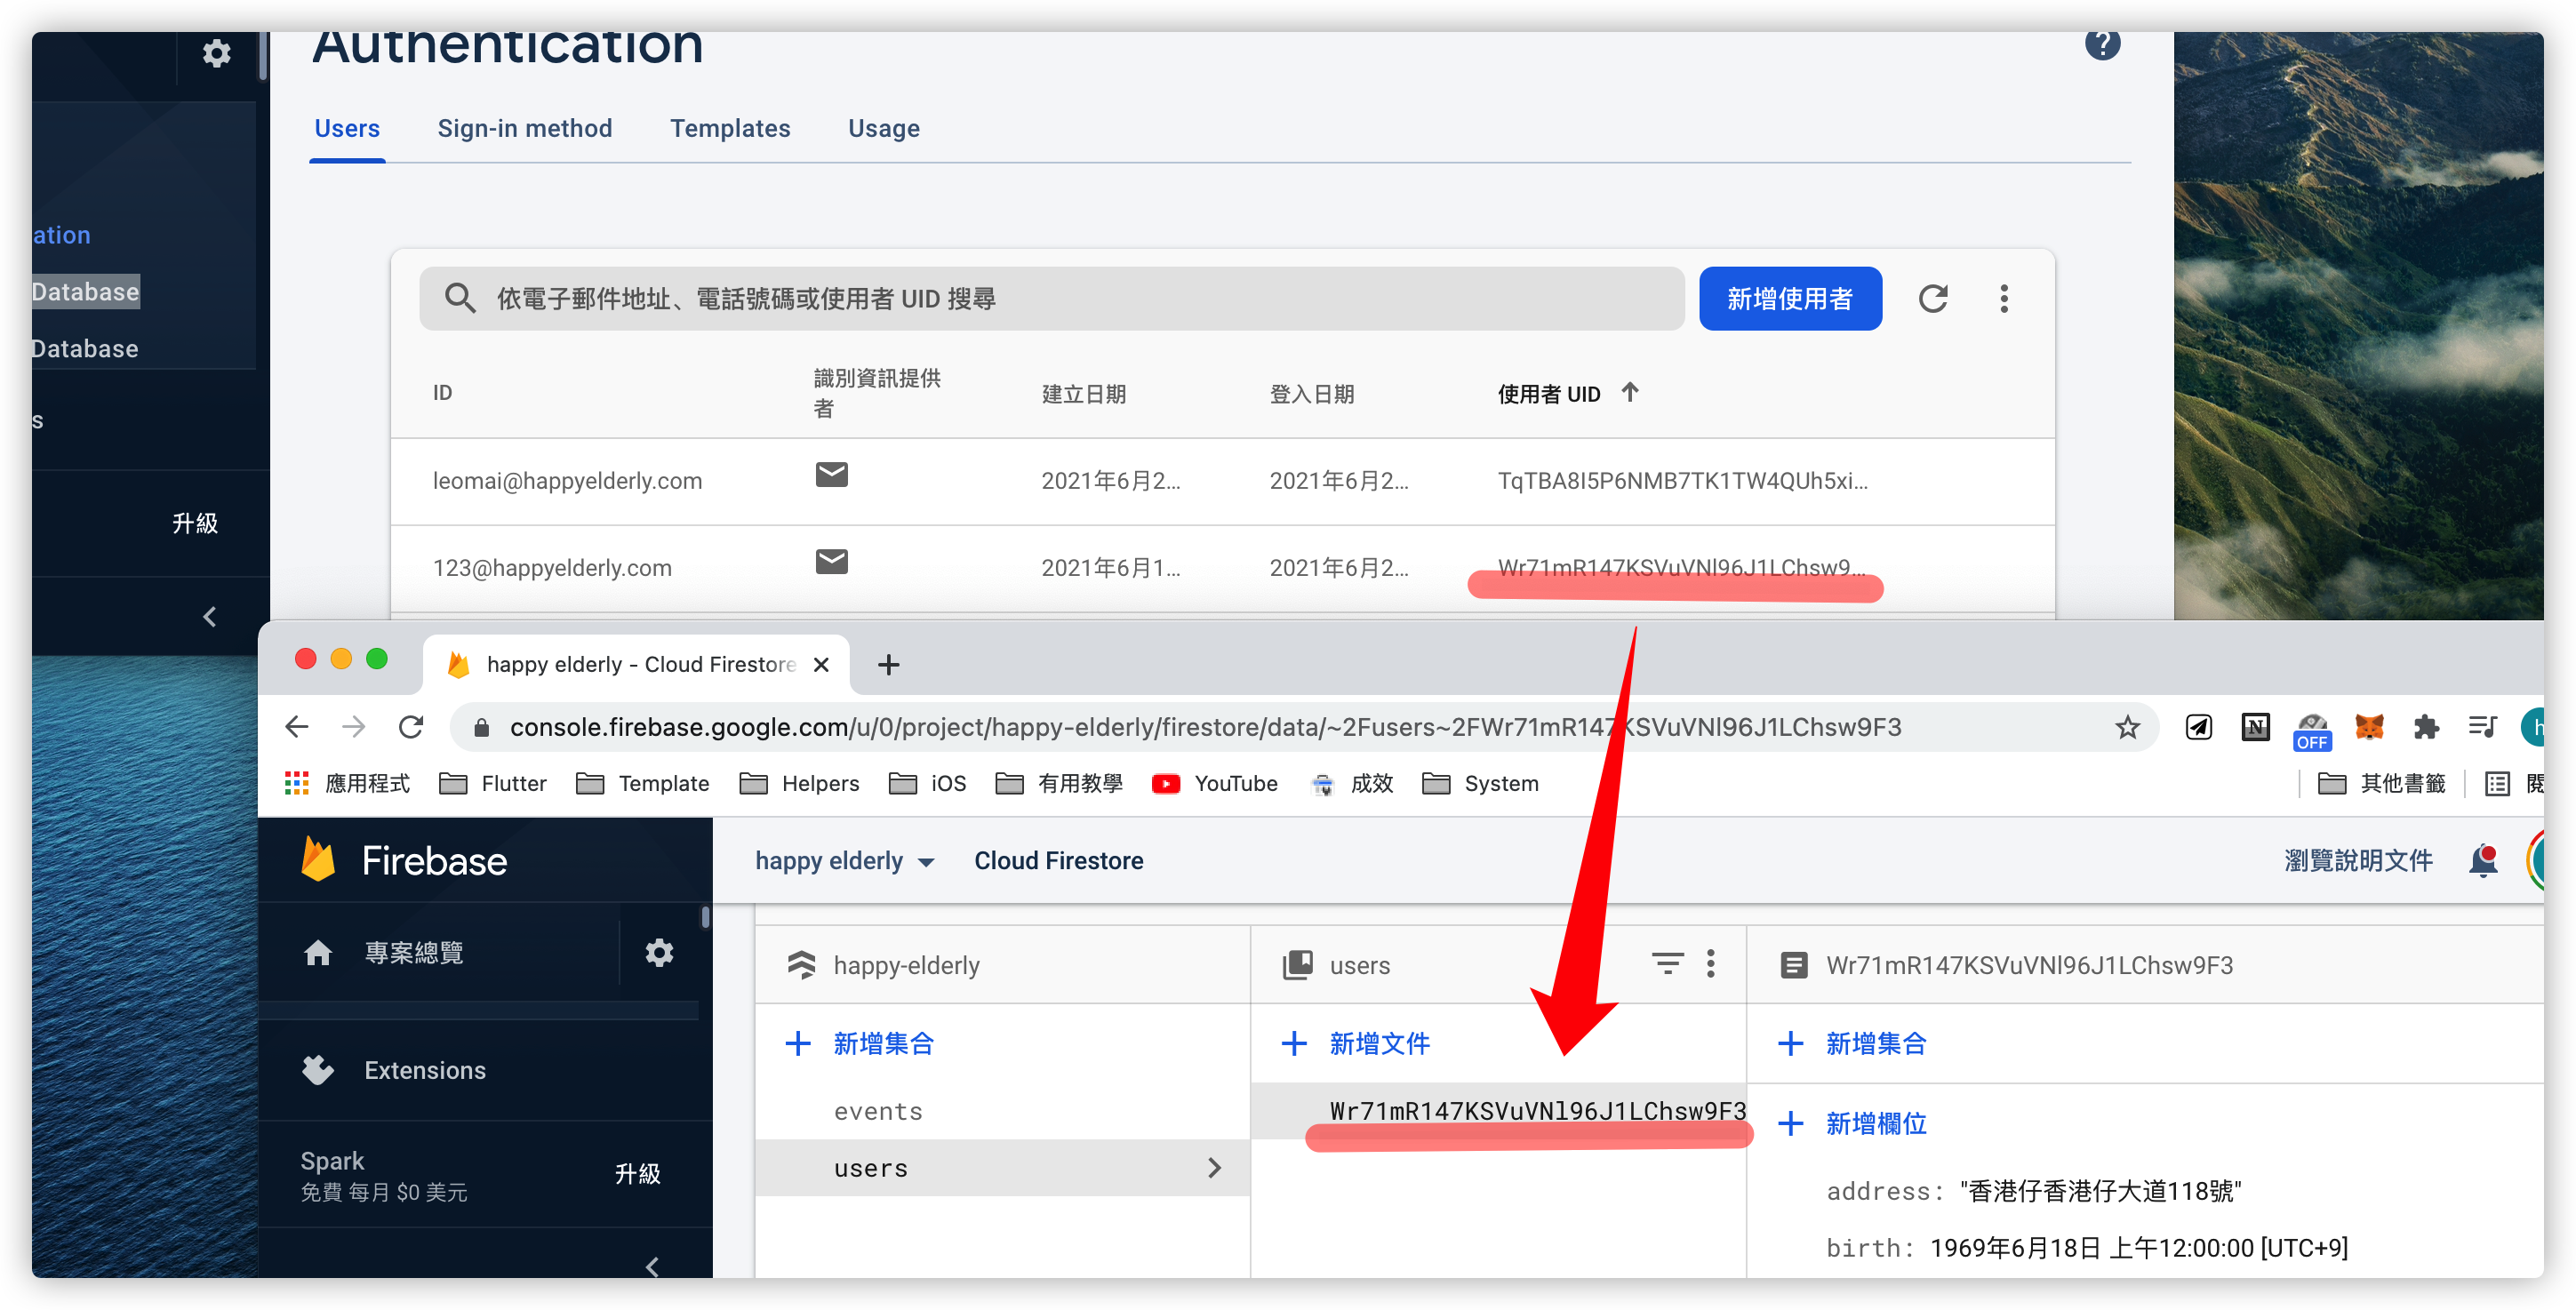 Authentication
Users Sign-in method Templates Usage
ation
Database
Database
s
升級
依電子郵件地址、電話號碼或使用者 UID 搜尋
新增使用者
ID 識別資訊提供者 建立日期 登入日期 使用者 UID
leomai@happyelderly.com 2021年6月2... 2021年6月2... TqTBA8I5P6NMB7TK1TW4QUh5xi...
123@happyelderly.com 2021年6月1... 2021年6月2... Wr71mR147KSVuVNl96J1LChsw9...
happy elderly - Cloud Firestore
console.firebase.google.com/u/0/project/happy-elderly/firestore/data/~2Fusers~2FWr71mR147KSVuVNl96J1LChsw9F3
OFF
應用程式 Flutter Template Helpers iOS 有用教學 YouTube 成效 System 其他書籤 閱
Firebase
happy elderly Cloud Firestore 瀏覽說明文件
專案總覽
Extensions
Spark
免費 每月 $0 美元
升級
happy-elderly users Wr71mR147KSVuVNl96J1LChsw9F3
新增集合 新增文件 新增集合
events Wr71mR147KSVuVNl96J1LChsw9F3 新增欄位
users
address: "香港仔香港仔大道118號"
birth: 1969年6月18日 上午12:00:00 [UTC+9]